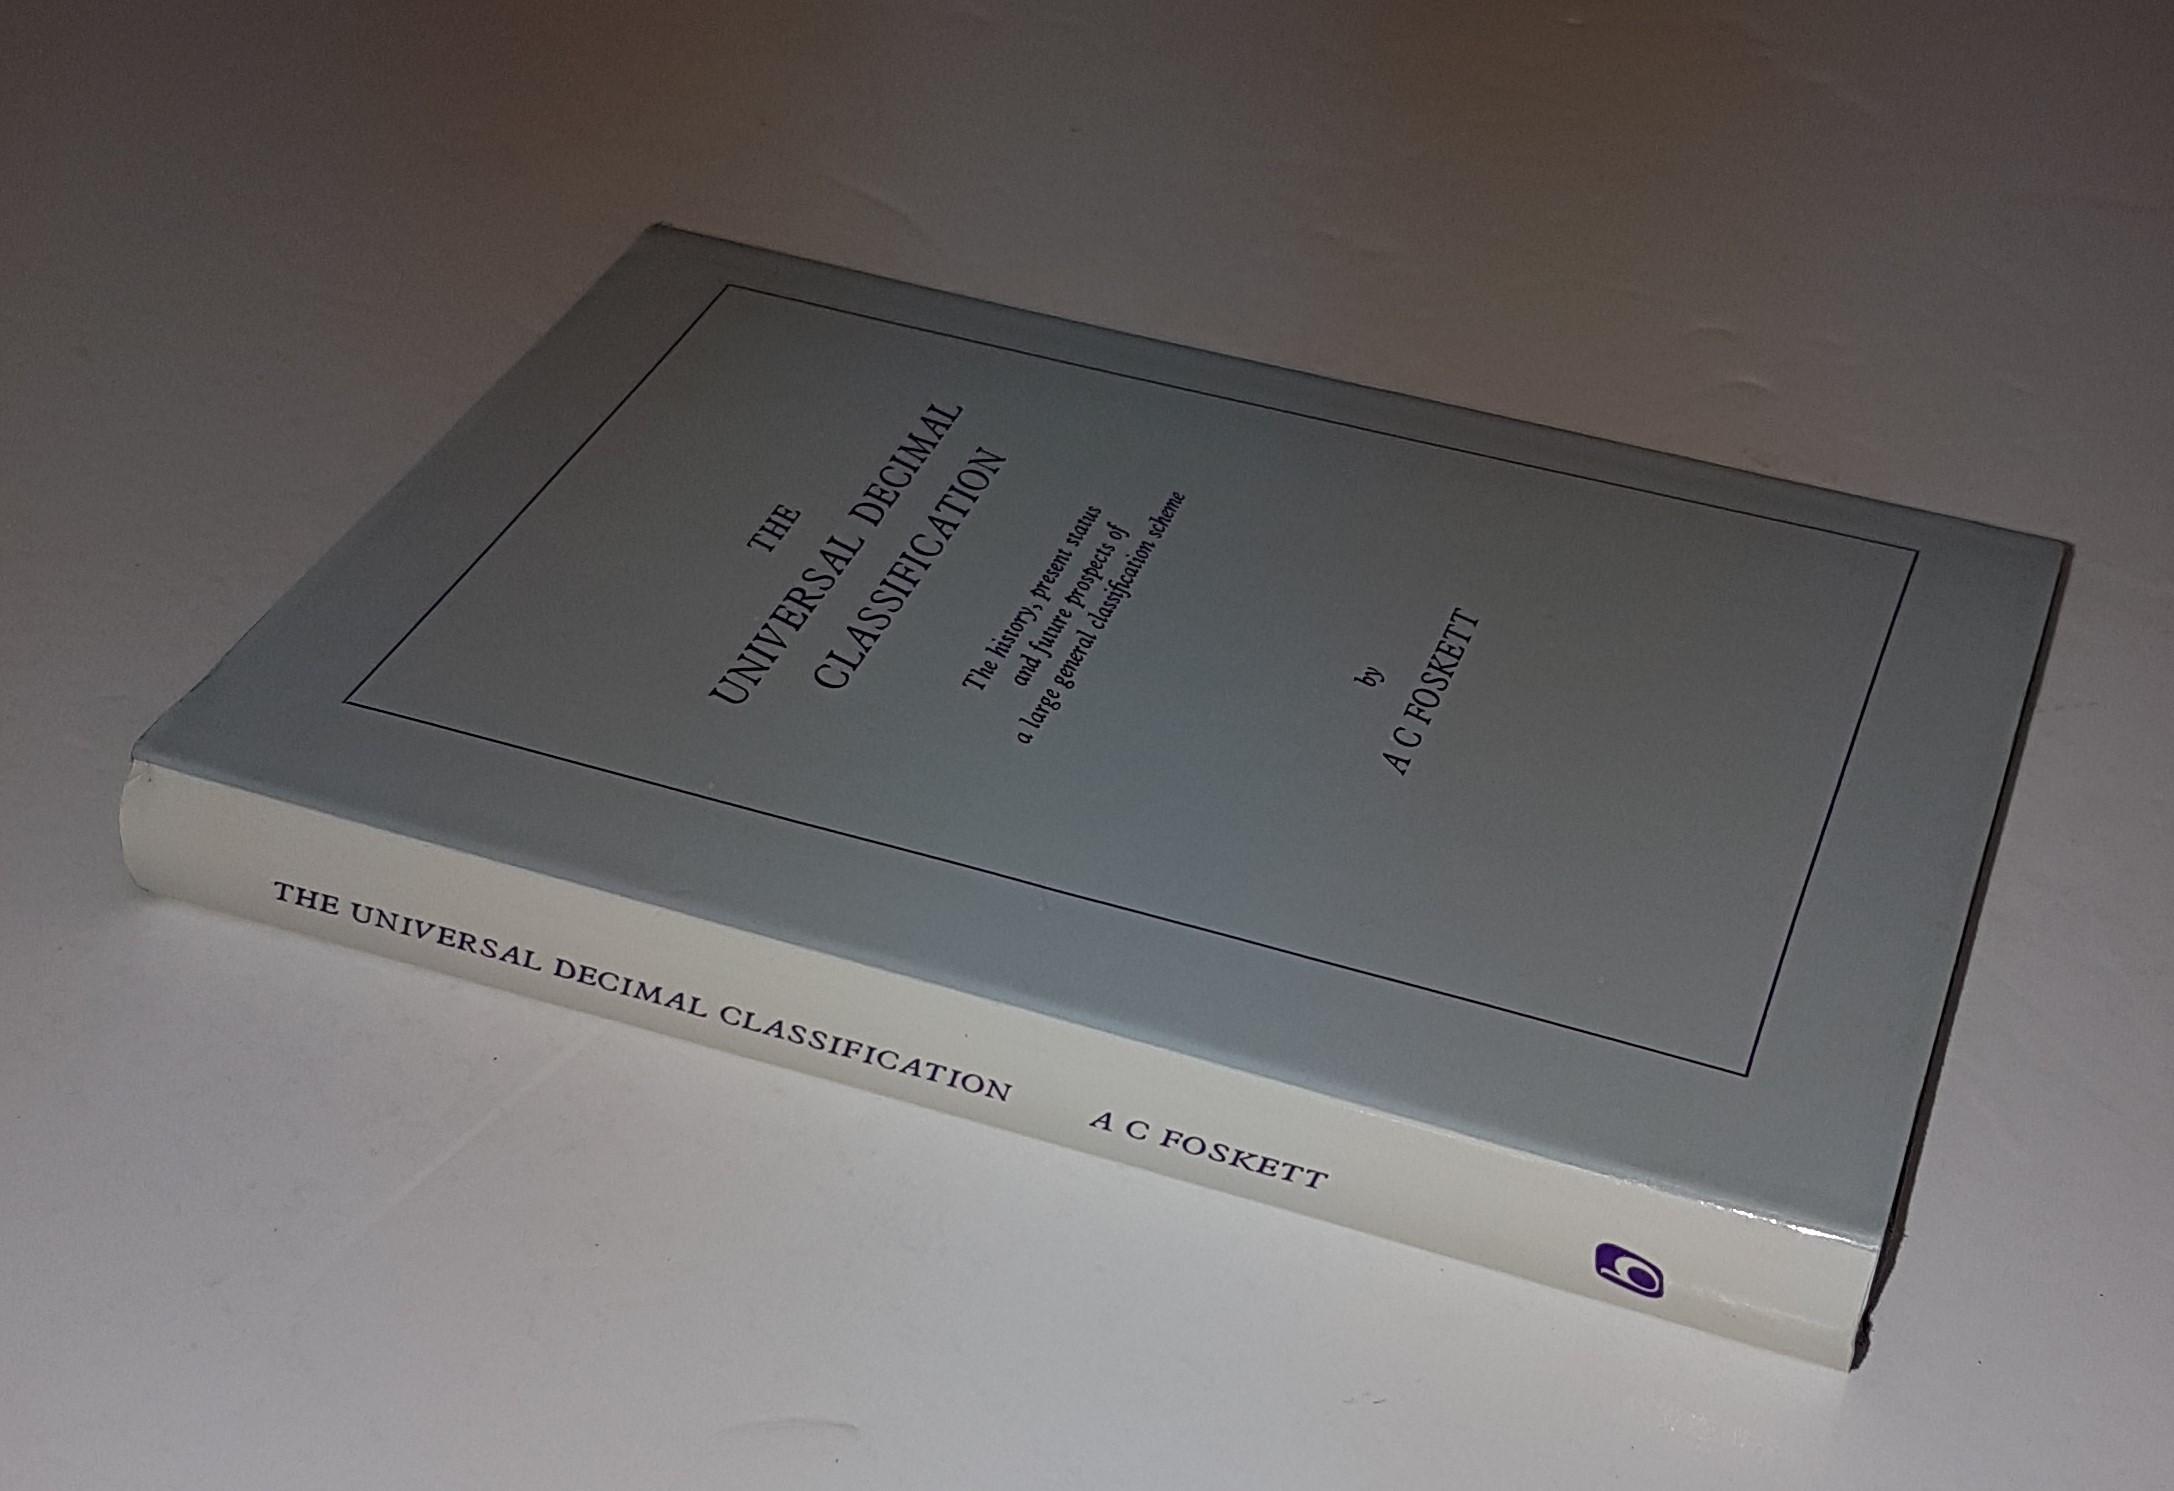 THE
UNIVERSAL DECIMAL
CLASSIFICATION
The history, present status
and future prospects of
a large general classification scheme
by
A C FOSKETT
THE UNIVERSAL DECIMAL CLASSIFICATION A C FOSKETT